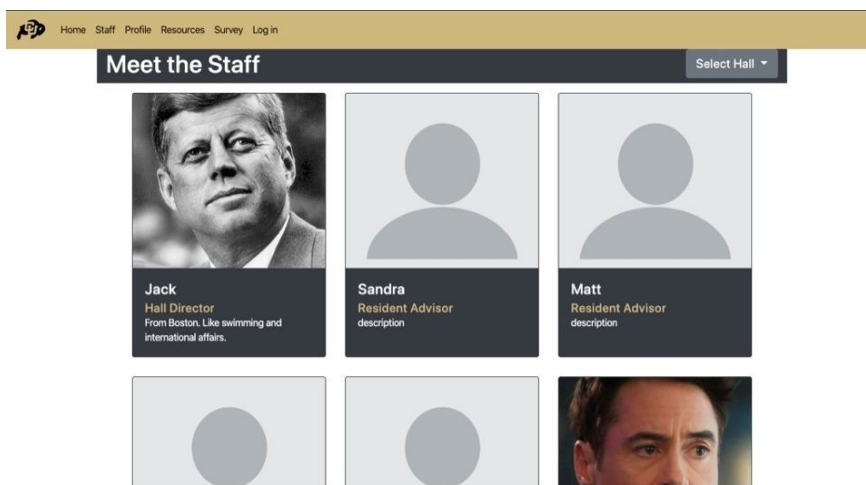 Home Staff Profile Resources Survey Log in
Meet the Staff
Select Hall
Jack
Hall Director
From Boston. Like swimming and
international affairs.
Sandra
Resident Advisor
description
Matt
Resident Advisor
description